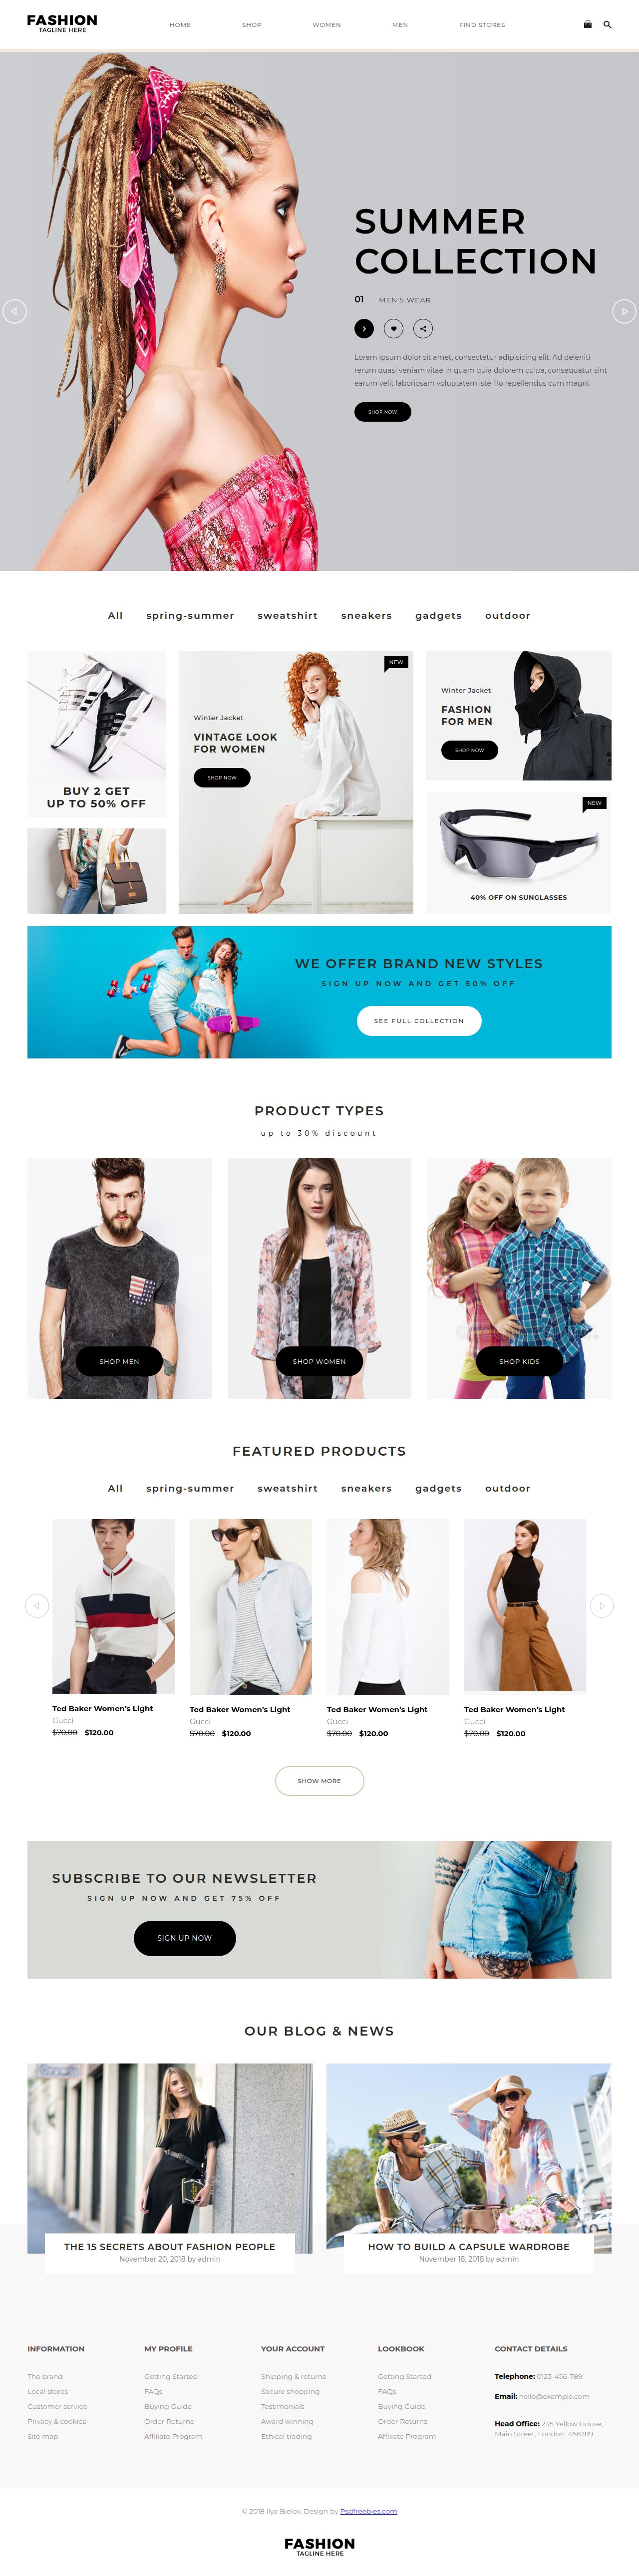 FASHION
TAGLINE HERE
HOME SHOP WOMEN MEN FIND STORES
SUMMER
COLLECTION
01 MEN'S WEAR
Lorem ipsum dolor sit amet, consectetur adipisicing elit. Ad deleniti
rerum quasi veniam vitae in quam quia dolorem culpa, consequatur sint
earum velit laboriosam voluptatem iste illo repellendus cum magni.
SHOP NOW
All spring-summer sweatshirt sneakers gadgets outdoor
BUY 2 GET
UP TO 50% OFF
NEW
Winter Jacket
VINTAGE LOOK
FOR WOMEN
SHOP NOW
Winter Jacket
FASHION
FOR MEN
SHOP NOW
NEW
40% OFF ON SUNGLASSES
WE OFFER BRAND NEW STYLES
SIGN UP NOW AND GET 50% OFF
SEE FULL COLLECTION
PRODUCT TYPES
up to 30% discount
SHOP MEN
SHOP WOMEN
SHOP KIDS
FEATURED PRODUCTS
All spring-summer sweatshirt sneakers gadgets outdoor
Ted Baker Women's Light
Gucci
$70.00 $120.00
Ted Baker Women's Light
Gucci
$70.00 $120.00
Ted Baker Women's Light
Gucci
$70.00 $120.00
Ted Baker Women's Light
Gucci
$70.00 $120.00
SHOW MORE
SUBSCRIBE TO OUR NEWSLETTER
SIGN UP NOW AND GET 75% OFF
SIGN UP NOW
OUR BLOG & NEWS
THE 15 SECRETS ABOUT FASHION PEOPLE
November 20, 2018 by admin
HOW TO BUILD A CAPSULE WARDROBE
November 18, 2018 by admin
INFORMATION
The brand
Local stores
Customer service
Privacy & cookies
Site map
MY PROFILE
Getting Started
FAQs
Buying Guide
Order Returns
Affiliate Program
YOUR ACCOUNT
Shipping & returns
Secure shopping
Testimonials
Award winning
Ethical trading
LOOKBOOK
Getting Started
FAQs
Buying Guide
Order Returns
Affiliate Program
CONTACT DETAILS
Telephone: 0123-456-789
Email: hello@example.com
Head Office: 245 Yellow House,
Main Street, London. 456789
© 2018 Ilya Bielov. Design by Psdfreebies.com
FASHION
TAGLINE HERE